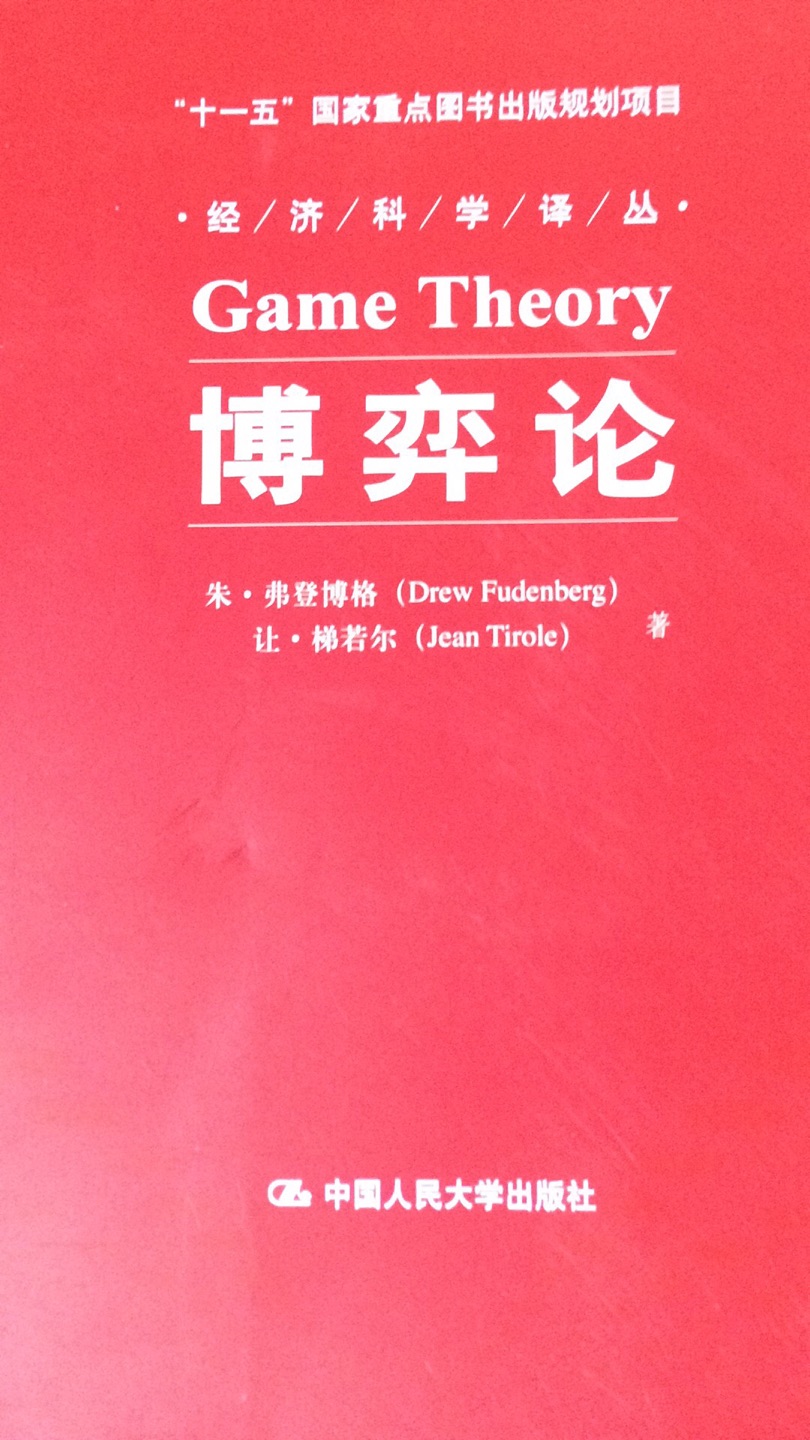 “十一五”国家重点图书出版规划项目
·经/济/科/学/译/丛·
Game Theory
博弈论
朱·弗登博格（Drew Fudenberg）
让·梯若尔（Jean Tirole） 著
中国人民大学出版社